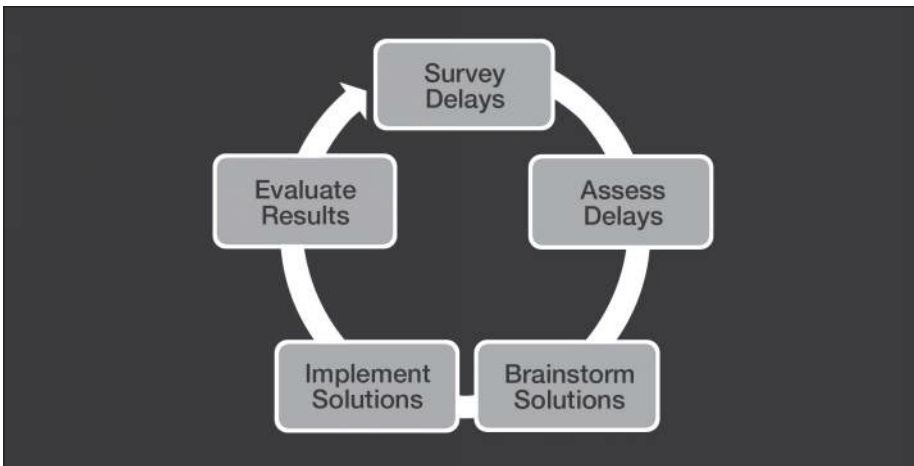 Survey
Delays
Assess
Delays
Brainstorm
Solutions
Implement
Solutions
Evaluate
Results